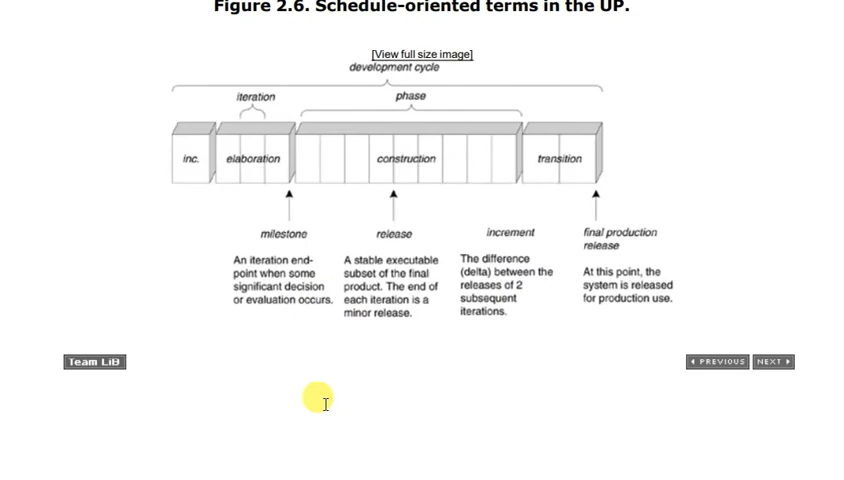 Figure 2.6. Schedule-oriented terms in the UP.
[View full size image]
development cycle
iteration
phase
inc.
elaboration
construction
transition
milestone
An iteration end-
point when some
significant decision
or evaluation occurs.
release
A stable executable
subset of the final
product. The end of
each iteration is a
minor release.
increment
The difference
(delta) between the
releases of 2
subsequent
iterations.
final production
release
At this point, the
system is released
for production use.
Team LiB
PREVIOUS
NEXT